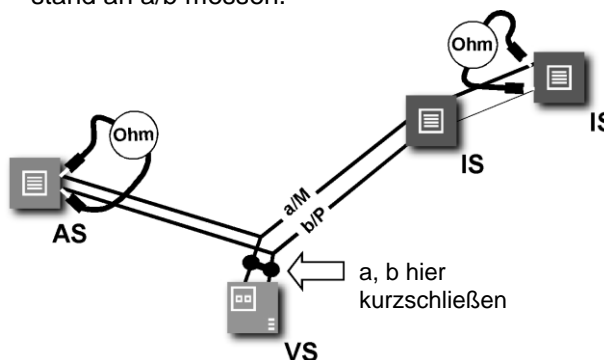 stand an a/b messen.
Ohm
IS
IS
Ohm
a/M
b/P
AS
a, b hier
kurzschließen
VS